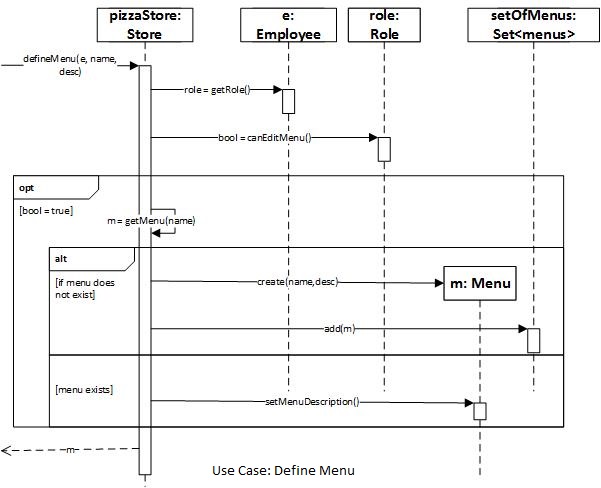 pizzaStore:
Store
e:
Employee
role:
Role
setOfMenus:
Set<menus>
defineMenu(e, name,
desc)
role = getRole()
bool = canEditMenu()
opt
[bool = true]
m= getMenu(name)
alt
[if menu does
not exist]
create(name,desc)
m: Menu
add(m)
[menu exists]
setMenuDescription()
m
Use Case: Define Menu